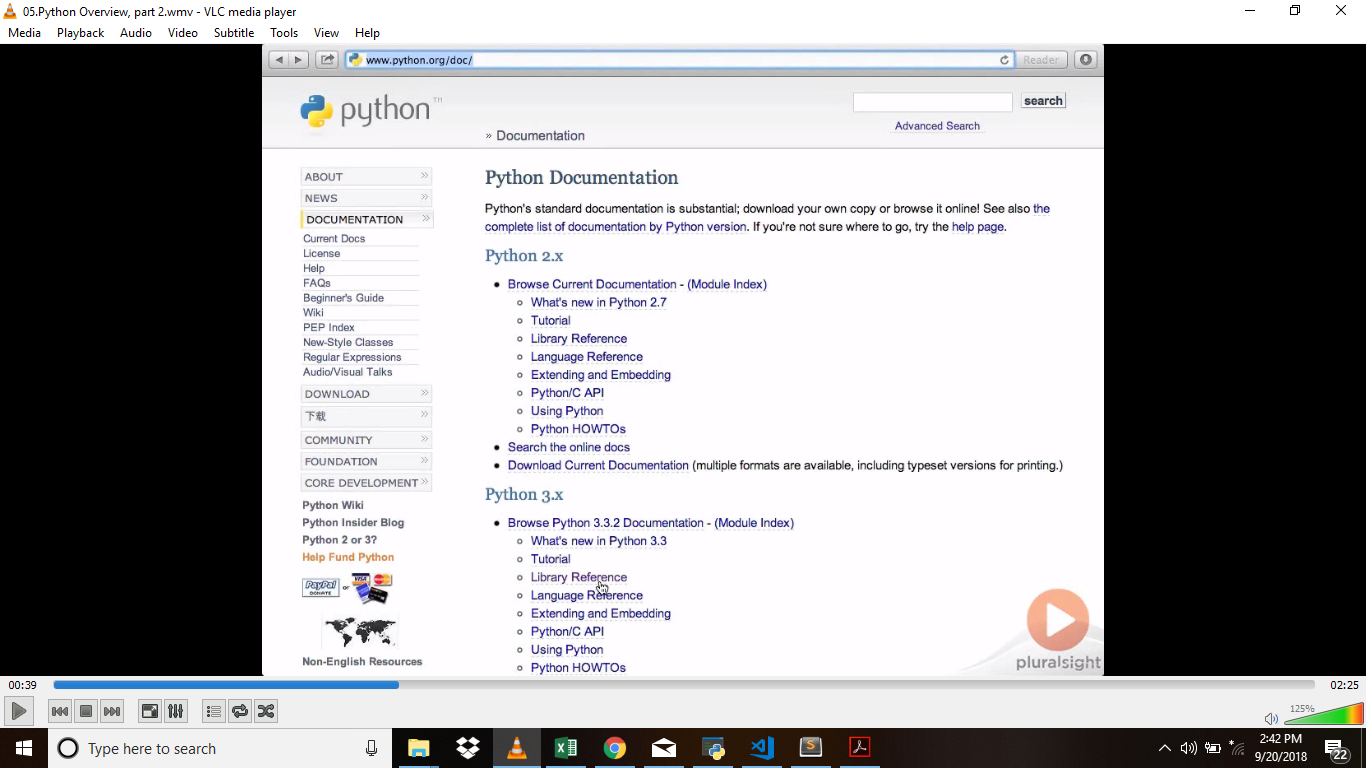 05.Python Overview, part 2.wmv - VLC media player
Media Playback Audio Video Subtitle Tools View Help
www.python.org/doc/
Reader
python™
search
Advanced Search
» Documentation
ABOUT »
NEWS »
DOCUMENTATION »
Current Docs
License
Help
FAQs
Beginner's Guide
Wiki
PEP Index
New-Style Classes
Regular Expressions
Audio/Visual Talks
DOWNLOAD »
下载 »
COMMUNITY »
FOUNDATION »
CORE DEVELOPMENT »
Python Wiki
Python Insider Blog
Python 2 or 3?
Help Fund Python
PayPal
DONATE
or
VISA
MasterCard
Non-English Resources
Python Documentation
Python's standard documentation is substantial; download your own copy or browse it online! See also the
complete list of documentation by Python version. If you're not sure where to go, try the help page.
Python 2.x
Browse Current Documentation - (Module Index)
What's new in Python 2.7
Tutorial
Library Reference
Language Reference
Extending and Embedding
Python/C API
Using Python
Python HOWTOs
Search the online docs
Download Current Documentation (multiple formats are available, including typeset versions for printing.)
Python 3.x
Browse Python 3.3.2 Documentation - (Module Index)
What's new in Python 3.3
Tutorial
Library Reference
Language Reference
Extending and Embedding
Python/C API
Using Python
Python HOWTOs
pluralsight
00:39
02:25
125%
Type here to search
2:42 PM
9/20/2018
22